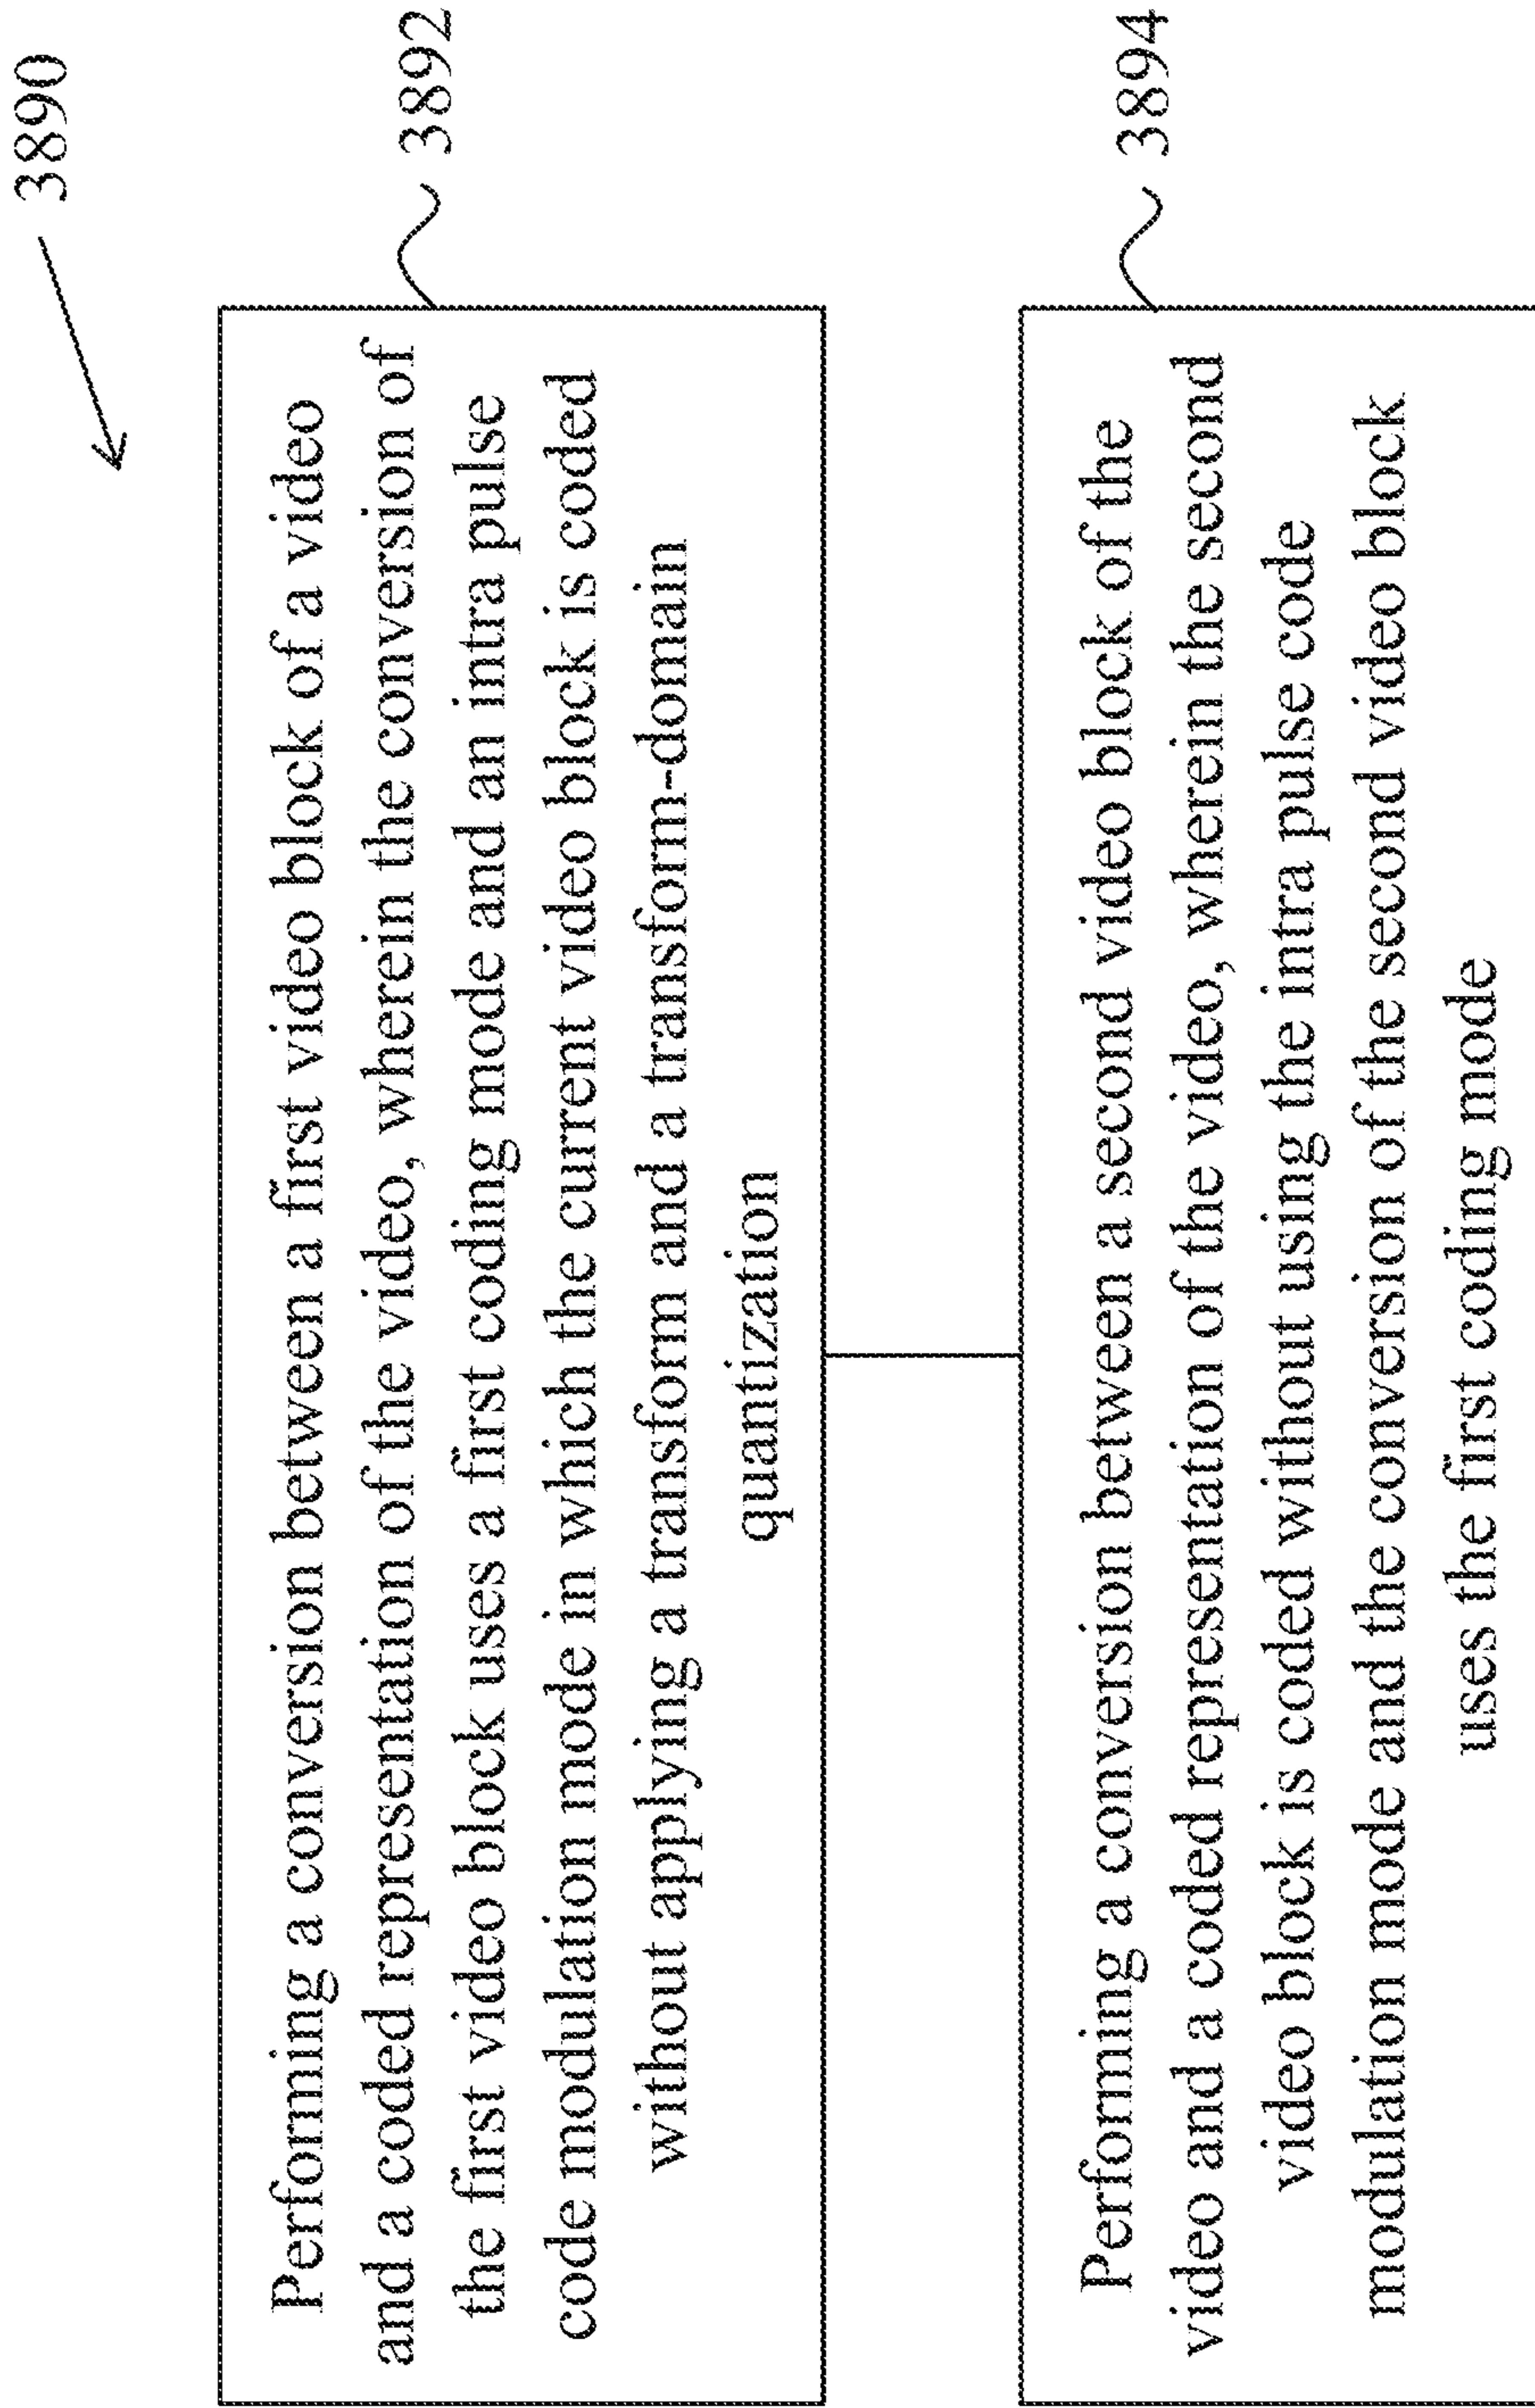 3890
Performing a conversion between a first video block of a video
and a coded representation of the video, wherein the conversion of
the first video block uses a first coding mode and an intra pulse
code modulation mode in which the current video block is coded
without applying a transform and a transform-domain
quantization
3892
Performing a conversion between a second video block of the
video and a coded representation of the video, wherein the second
video block is coded without using the intra pulse code
modulation mode and the conversion of the second video block
uses the first coding mode
3894